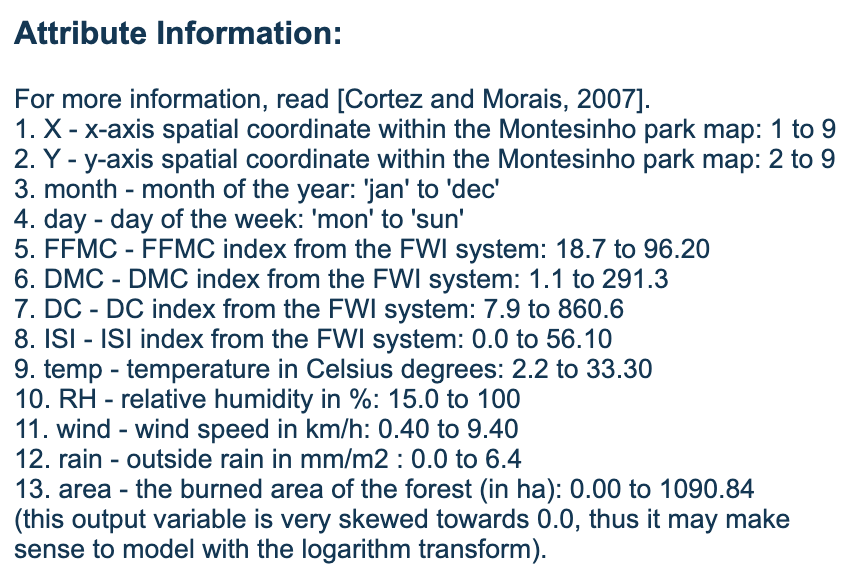 Attribute Information:
For more information, read [Cortez and Morais, 2007].
1. X - x-axis spatial coordinate within the Montesinho park map: 1 to 9
2. Y - y-axis spatial coordinate within the Montesinho park map: 2 to 9
3. month - month of the year: 'jan' to 'dec'
4. day - day of the week: 'mon' to 'sun'
5. FFMC - FFMC index from the FWI system: 18.7 to 96.20
6. DMC - DMC index from the FWI system: 1.1 to 291.3
7. DC - DC index from the FWI system: 7.9 to 860.6
8. ISI - ISI index from the FWI system: 0.0 to 56.10
9. temp - temperature in Celsius degrees: 2.2 to 33.30
10. RH - relative humidity in %: 15.0 to 100
11. wind - wind speed in km/h: 0.40 to 9.40
12. rain - outside rain in mm/m2 : 0.0 to 6.4
13. area - the burned area of the forest (in ha): 0.00 to 1090.84
(this output variable is very skewed towards 0.0, thus it may make
sense to model with the logarithm transform).